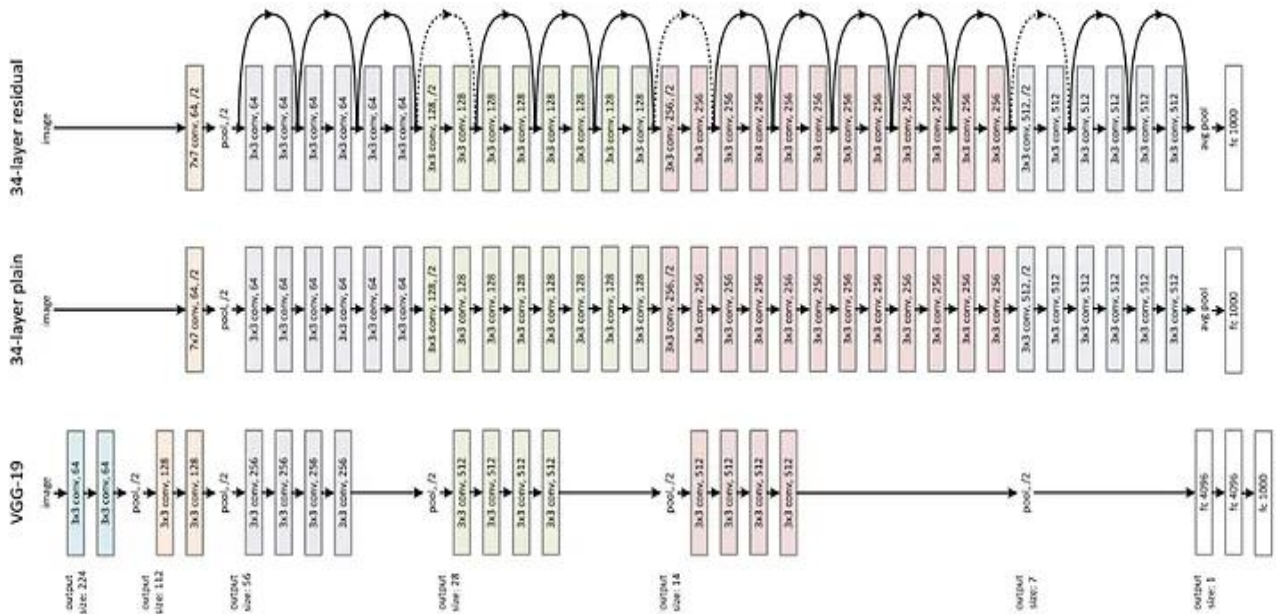 output
size: 224
output
size: 112
output
size: 56
output
size: 28
output
size: 14
output
size: 7
output
size: 1
VGG-19
image
3x3 conv, 64
3x3 conv, 64
pool, /2
3x3 conv, 128
3x3 conv, 128
pool, /2
3x3 conv, 256
3x3 conv, 256
3x3 conv, 256
3x3 conv, 256
pool, /2
3x3 conv, 512
3x3 conv, 512
3x3 conv, 512
3x3 conv, 512
pool, /2
3x3 conv, 512
3x3 conv, 512
3x3 conv, 512
3x3 conv, 512
pool, /2
fc 4096
fc 4096
fc 1000
34-layer plain
image
7x7 conv, 64, /2
pool, /2
3x3 conv, 64
3x3 conv, 64
3x3 conv, 64
3x3 conv, 64
3x3 conv, 64
3x3 conv, 64
3x3 conv, 128, /2
3x3 conv, 128
3x3 conv, 128
3x3 conv, 128
3x3 conv, 128
3x3 conv, 128
3x3 conv, 128
3x3 conv, 128
3x3 conv, 256, /2
3x3 conv, 256
3x3 conv, 256
3x3 conv, 256
3x3 conv, 256
3x3 conv, 256
3x3 conv, 256
3x3 conv, 256
3x3 conv, 256
3x3 conv, 256
3x3 conv, 256
3x3 conv, 256
3x3 conv, 512, /2
3x3 conv, 512
3x3 conv, 512
3x3 conv, 512
3x3 conv, 512
3x3 conv, 512
avg pool
fc 1000
34-layer residual
image
7x7 conv, 64, /2
pool, /2
3x3 conv, 64
3x3 conv, 64
3x3 conv, 64
3x3 conv, 64
3x3 conv, 64
3x3 conv, 64
3x3 conv, 128, /2
3x3 conv, 128
3x3 conv, 128
3x3 conv, 128
3x3 conv, 128
3x3 conv, 128
3x3 conv, 128
3x3 conv, 128
3x3 conv, 256, /2
3x3 conv, 256
3x3 conv, 256
3x3 conv, 256
3x3 conv, 256
3x3 conv, 256
3x3 conv, 256
3x3 conv, 256
3x3 conv, 256
3x3 conv, 256
3x3 conv, 256
3x3 conv, 256
3x3 conv, 512, /2
3x3 conv, 512
3x3 conv, 512
3x3 conv, 512
3x3 conv, 512
3x3 conv, 512
avg pool
fc 1000